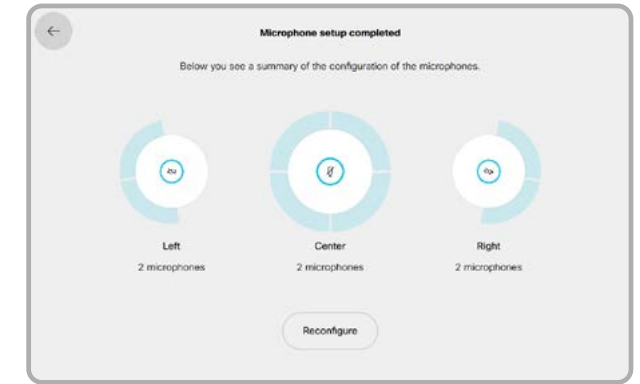 Microphone setup completed
Below you see a summary of the configuration of the microphones.
Left
Center
Right
2 microphones
2 microphones
2 microphones
Reconfigure